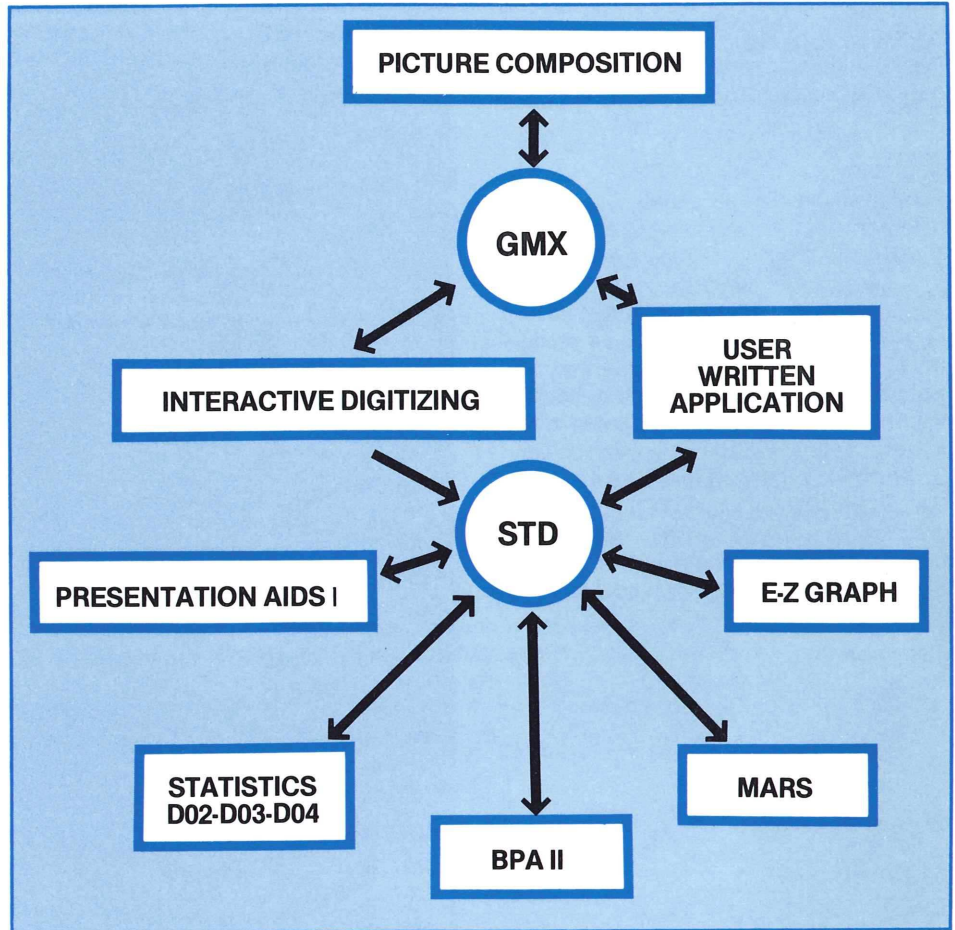 PICTURE COMPOSITION
GMX
INTERACTIVE DIGITIZING
USER
WRITTEN
APPLICATION
STD
PRESENTATION AIDS I
E-Z GRAPH
STATISTICS
D02-D03-D04
MARS
BPA II